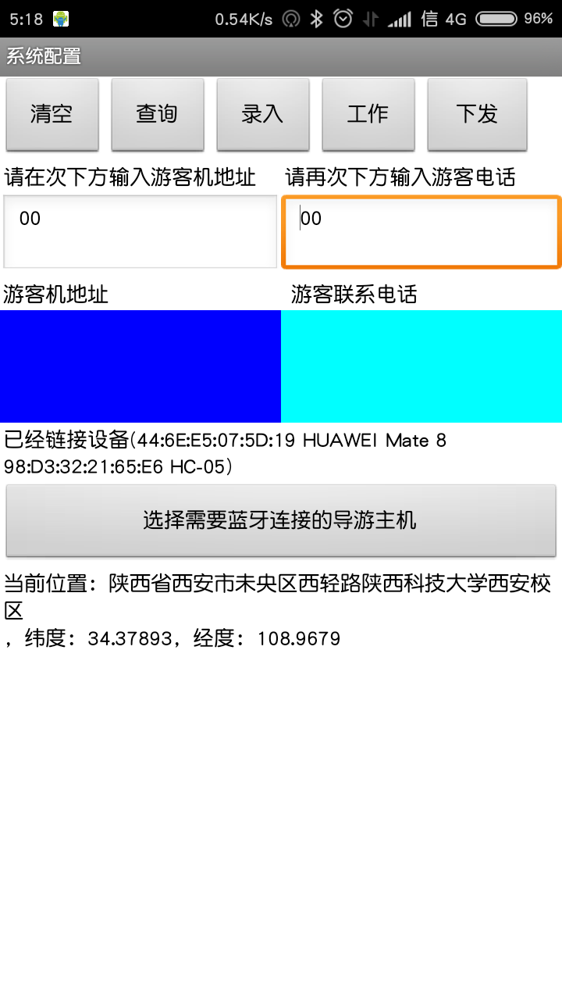 5:18 0.54K/s 信 4G 96%
系统配置
清空 查询 录入 工作 下发
请在次下方输入游客机地址 请再次下方输入游客电话
00 00
游客机地址 游客联系电话
已经链接设备(44:6E:E5:07:5D:19 HUAWEI Mate 8
98:D3:32:21:65:E6 HC-05)
选择需要蓝牙连接的导游主机
当前位置：陕西省西安市未央区西轻路陕西科技大学西安校
区
，纬度：34.37893，经度：108.9679